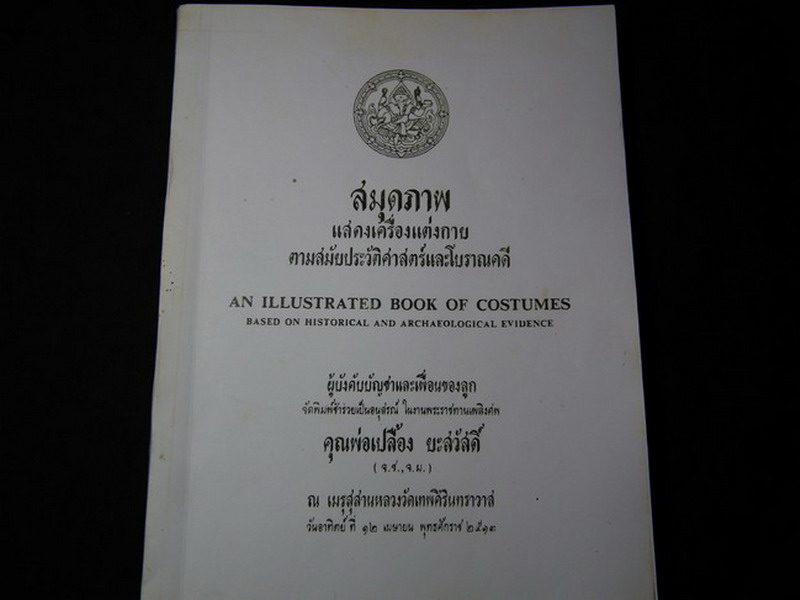 สมุดภาพ
แสดงเครื่องแต่งกาย
ตามสมัยประวัติศาสตร์และโบราณคดี
AN ILLUSTRATED BOOK OF COSTUMES
BASED ON HISTORICAL AND ARCHAEOLOGICAL EVIDENCE
ผู้บังคับบัญชาและเพื่อนของลูก
จัดพิมพ์ช้ร่วยเป็นอนุสรณ์ ในงานพระราชทานเพลิงศพ
คุณพ่อเปลื้อง ยะสวัสดิ์
(จ.ช., จ.ม.)
ณ เมรุสุสานหลวงวัดเทพศิรินทราวาส
วันอาทิตย์ ที่ ๑๒ เมษายน พุทธศักราช ๒๕๑๓